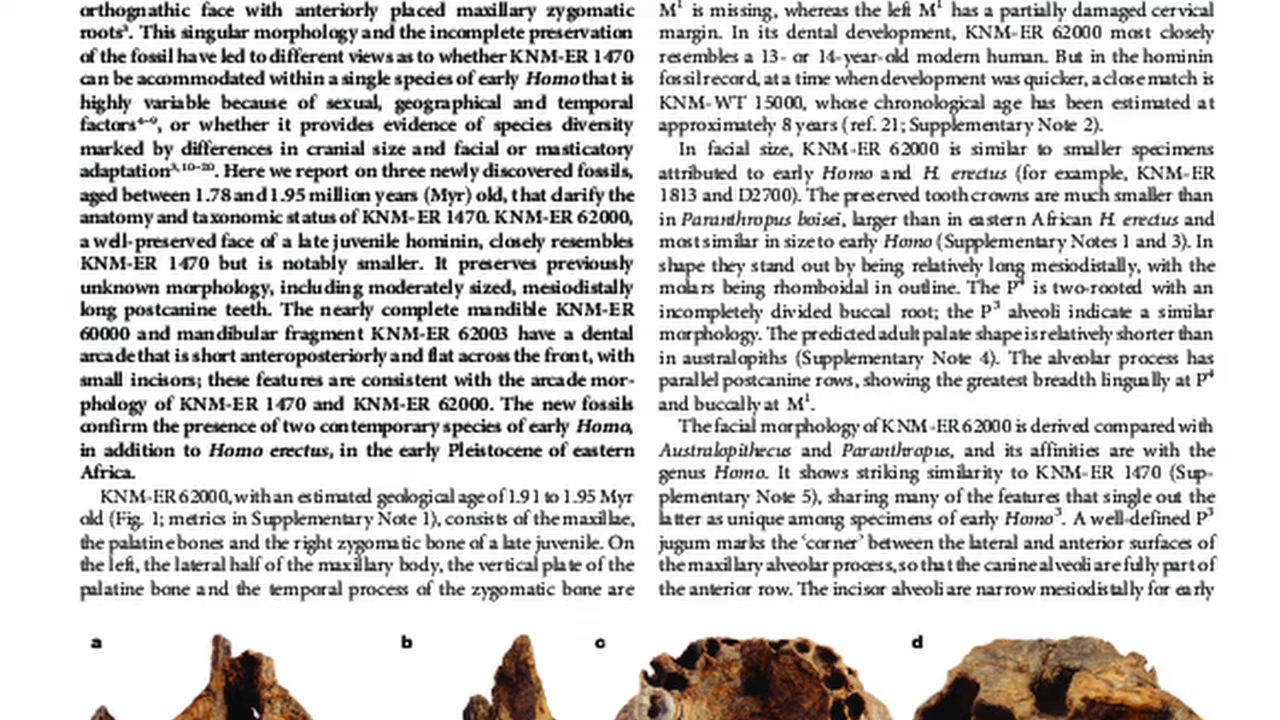 orthognathic face with anteriorly placed maxillary zygomatic
roots³. This singular morphology and the incomplete preservation
of the fossil have led to different views as to whether KNM-ER 1470
can be accommodated within a single species of early Homo that is
highly variable because of sexual, geographical and temporal
factors⁴⁻⁹, or whether it provides evidence of species diversity
marked by differences in cranial size and facial or masticatory
adaptation³,¹⁰⁻²⁰. Here we report on three newly discovered fossils,
aged between 1.78 and 1.95 million years (Myr) old, that clarify the
anatomy and taxonomic status of KNM-ER 1470. KNM-ER 62000,
a well-preserved face of a late juvenile hominin, closely resembles
KNM-ER 1470 but is notably smaller. It preserves previously
unknown morphology, including moderately sized, mesiodistally
long postcanine teeth. The nearly complete mandible KNM-ER
60000 and mandibular fragment KNM-ER 62003 have a dental
arcade that is short anteroposteriorly and flat across the front, with
small incisors; these features are consistent with the arcade mor-
phology of KNM-ER 1470 and KNM-ER 62000. The new fossils
confirm the presence of two contemporary species of early Homo,
in addition to Homo erectus, in the early Pleistocene of eastern
Africa.
KNM-ER 62000, with an estimated geological age of 1.91 to 1.95 Myr
old (Fig. 1; metrics in Supplementary Note 1), consists of the maxillae,
the palatine bones and the right zygomatic bone of a late juvenile. On
the left, the lateral half of the maxillary body, the vertical plate of the
palatine bone and the temporal process of the zygomatic bone are
M¹ is missing, whereas the left M¹ has a partially damaged cervical
margin. In its dental development, KNM-ER 62000 most closely
resembles a 13- or 14-year-old modern human. But in the hominin
fossil record, at a time when development was quicker, a close match is
KNM-WT 15000, whose chronological age has been estimated at
approximately 8 years (ref. 21; Supplementary Note 2).
In facial size, KNM-ER 62000 is similar to smaller specimens
attributed to early Homo and H. erectus (for example, KNM-ER
1813 and D2700). The preserved tooth crowns are much smaller than
in Paranthropus boisei, larger than in eastern African H. erectus and
most similar in size to early Homo (Supplementary Notes 1 and 3). In
shape they stand out by being relatively long mesiodistally, with the
molars being rhomboidal in outline. The P⁴ is two-rooted with an
incompletely divided buccal root; the P³ alveoli indicate a similar
morphology. The predicted adult palate shape is relatively shorter than
in australopiths (Supplementary Note 4). The alveolar process has
parallel postcanine rows, showing the greatest breadth lingually at P⁴
and buccally at M¹.
The facial morphology of KNM-ER 62000 is derived compared with
Australopithecus and Paranthropus, and its affinities are with the
genus Homo. It shows striking similarity to KNM-ER 1470 (Sup-
plementary Note 5), sharing many of the features that single out the
latter as unique among specimens of early Homo³. A well-defined P³
jugum marks the 'corner' between the lateral and anterior surfaces of
the maxillary alveolar process, so that the canine alveoli are fully part of
the anterior row. The incisor alveoli are narrow mesiodistally for early
a b c d